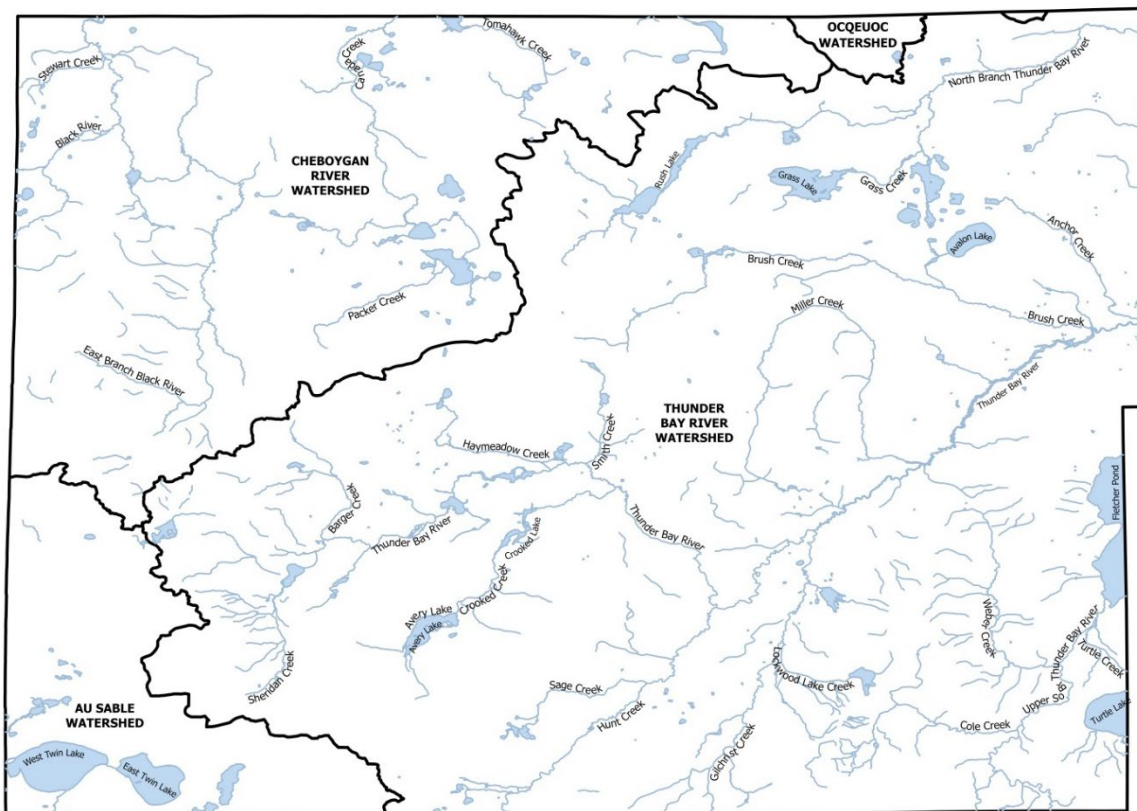 OCQEUOC
WATERSHED
Tomahawk Creek
Canada Creek
Stewart Creek
North Branch Thunder Bay River
Black River
CHEBOYGAN
RIVER
WATERSHED
Rush Lake
Grass Lake
Grass Creek
Anchor Creek
Avalon Lake
Brush Creek
Packer Creek
Miller Creek
Brush Creek
East Branch Black River
Thunder Bay River
THUNDER
BAY RIVER
WATERSHED
Haymeadow Creek
Smith Creek
Fletcher Pond
Barger Creek
Thunder Bay River
Crooked Lake
Thunder Bay River
Crooked Creek
Avery Lake
Avery Lake
Weber Creek
Thunder Bay River
Turtle Creek
Sheridan Creek
Sage Creek
Lockwood Lake Creek
Upper So
AU SABLE
WATERSHED
Hunt Creek
Cole Creek
Turtle Lake
Gilchrist Creek
West Twin Lake
East Twin Lake